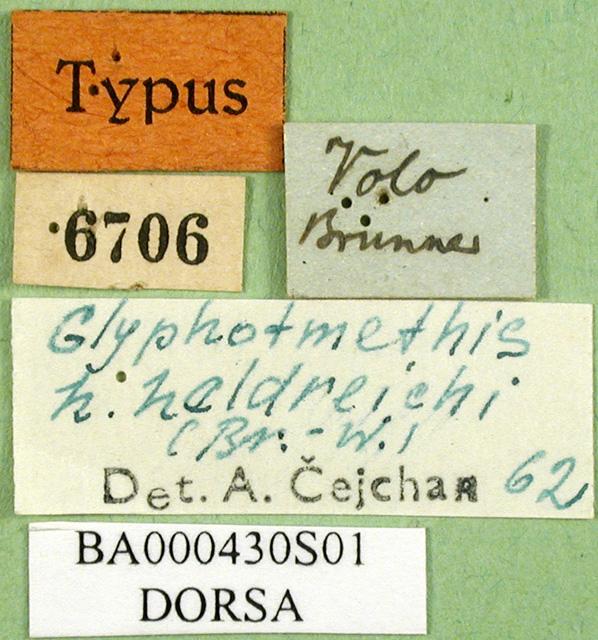 Typus
6706
Volo
Brunner
Glyphotmethis
h. heldreichi
(Br.-W.)
Det. A. Čejchan 62
BA000430S01
DORSA